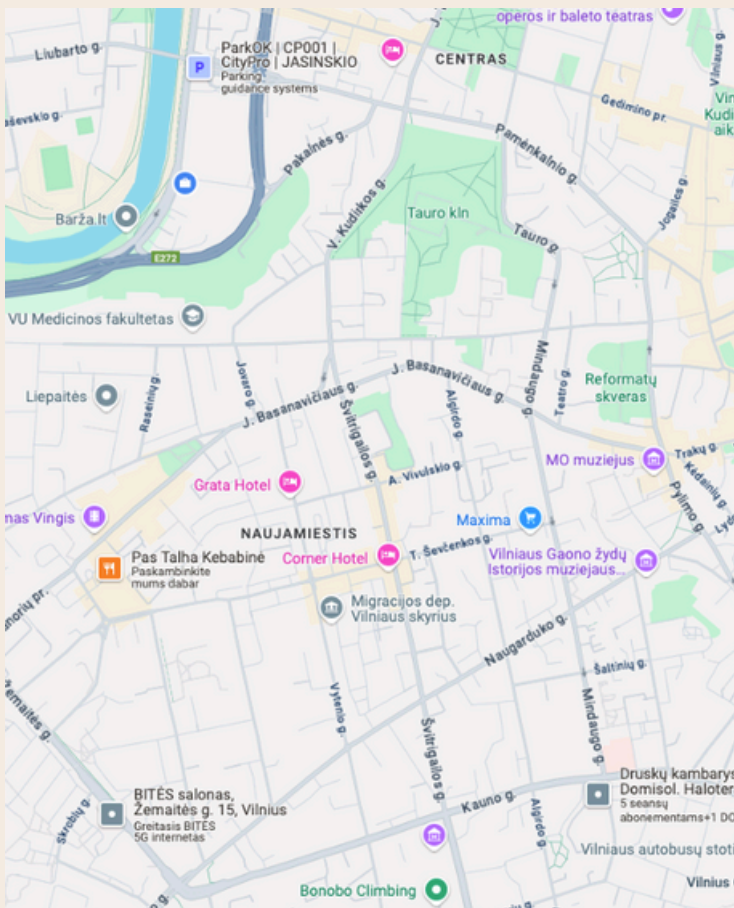 operos ir baleto teatras
Liubarto g.
ParkOK | CP001 |
CityPro | JASINSKIO
Parking
guidance systems
P
CENTRAS
Vilniaus g.
Gedimino pr.
Pakalnės g.
Pamėnkalnio g.
V. Kudirkos g.
Tauro kln
Jogailos g.
Barža.lt
Tauro g.
E272
VU Medicinos fakultetas
Mindaugo g.
Teatro g.
Jovaro g.
J. Basanavičiaus g.
J. Basanavičiaus g.
Reformatų
skveras
Liepaitės
Raseinių g.
Algirdo g.
Švitrigailos g.
MO muziejus
Trakų g.
Kėdainių g.
A. Vivulskio g.
Grata Hotel
Pylimo g.
mas Vingis
Maxima
NAUJAMIESTIS
Corner Hotel
T. Ševčenkos g.
Pas Talha Kebabinė
Paskambinkite
mums dabar
Vilniaus Gaono žydų
Istorijos muziejaus...
Migracijos dep.
Vilniaus skyrius
Naugarduko g.
Šaltinių g.
Žemaitės g.
Vytenio g.
Mindaugo g.
Švitrigailos g.
BITĖS salonas,
Žemaitės g. 15, Vilnius
Greitasis BITĖS
5G internetas
Druskų kambarys
Domisol. Haloter
5 seansų
abonementams+1 DO
Skroblų g.
Kauno g.
Algirdo g.
Vilniaus autobusų stoti
Bonobo Climbing
Vilnius